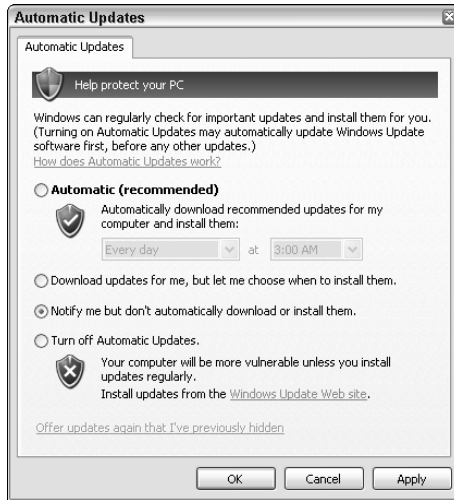 Automatic Updates
Automatic Updates
Help protect your PC
Windows can regularly check for important updates and install them for you.
(Turning on Automatic Updates may automatically update Windows Update
software first, before any other updates.)
How does Automatic Updates work?
Automatic (recommended)
Automatically download recommended updates for my
computer and install them:
Every day at 3:00 AM
Download updates for me, but let me choose when to install them.
Notify me but don't automatically download or install them.
Turn off Automatic Updates.
Your computer will be more vulnerable unless you install
updates regularly.
Install updates from the Windows Update Web site.
Offer updates again that I've previously hidden
OK Cancel Apply